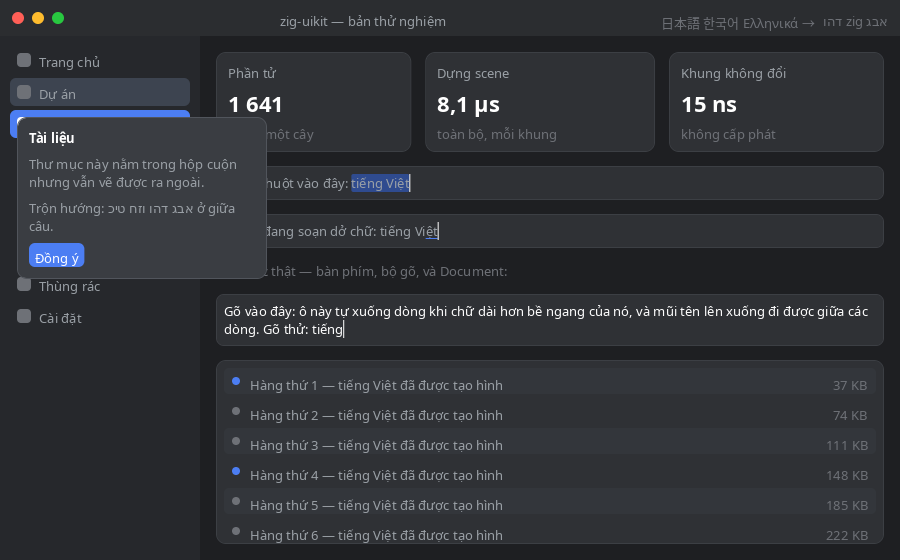 zig-uikit — bản thử nghiệm
日本語 한국어 Ελληνικά → אבג zig דהו
Trang chủ
Dự án
Tài liệu
Thư mục này nằm trong hộp cuộn
nhưng vẫn vẽ được ra ngoài.
Trộn hướng: אבג דהו וזח טיכ ở giữa
câu.
Đồng ý
Thùng rác
Cài đặt
Phần tử
1 641
một cây
Dựng scene
8,1 µs
toàn bộ, mỗi khung
Khung không đổi
15 ns
không cấp phát
vào đây: tiếng Việt
đang soạn dở chữ: tiếng Việt
thật — bàn phím, bộ gõ, và Document:
Gõ vào đây: ô này tự xuống dòng khi chữ dài hơn bề ngang của nó, và mũi tên lên xuống đi được giữa các
dòng. Gõ thử: tiếng
Hàng thứ 1 — tiếng Việt đã được tạo hình 37 KB
Hàng thứ 2 — tiếng Việt đã được tạo hình 74 KB
Hàng thứ 3 — tiếng Việt đã được tạo hình 111 KB
Hàng thứ 4 — tiếng Việt đã được tạo hình 148 KB
Hàng thứ 5 — tiếng Việt đã được tạo hình 185 KB
Hàng thứ 6 — tiếng Việt đã được tạo hình 222 KB